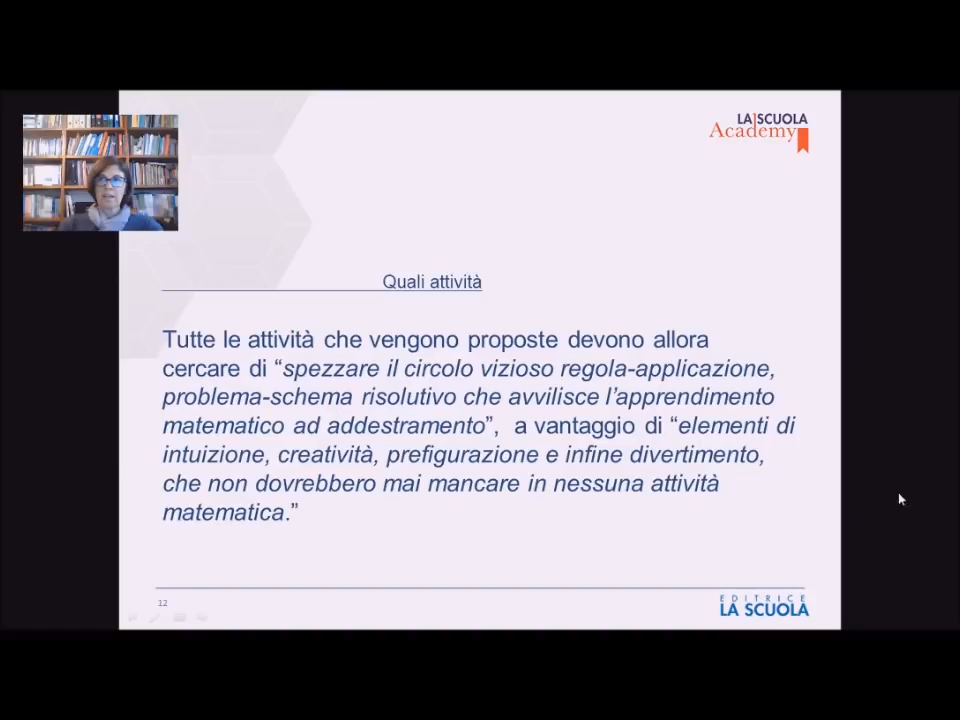 LA SCUOLA
Academy
Quali attività
Tutte le attività che vengono proposte devono allora
cercare di “spezzare il circolo vizioso regola-applicazione,
problema-schema risolutivo che avvilisce l’apprendimento
matematico ad addestramento”, a vantaggio di “elementi di
intuizione, creatività, prefigurazione e infine divertimento,
che non dovrebbero mai mancare in nessuna attività
matematica.”
12
EDITRICE
LA SCUOLA